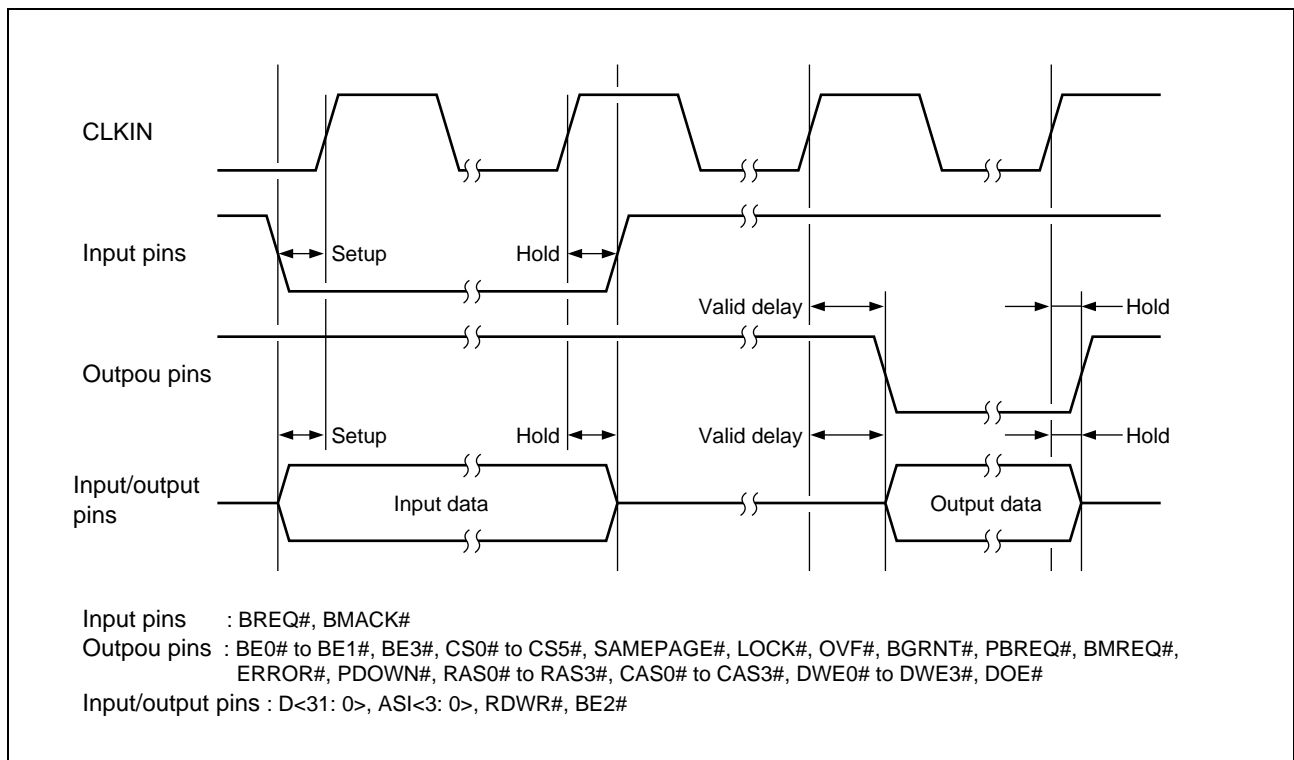 CLKIN
Input pins
Setup
Hold
Valid delay
Hold
Outpou pins
Setup
Hold
Valid delay
Hold
Input/output
pins
Input data
Output data
Input pins : BREQ#, BMACK#
Outpou pins : BE0# to BE1#, BE3#, CS0# to CS5#, SAMEPAGE#, LOCK#, OVF#, BGRNT#, PBREQ#, BMREQ#,
ERROR#, PDOWN#, RAS0# to RAS3#, CAS0# to CAS3#, DWE0# to DWE3#, DOE#
Input/output pins : D<31: 0>, ASI<3: 0>, RDWR#, BE2#